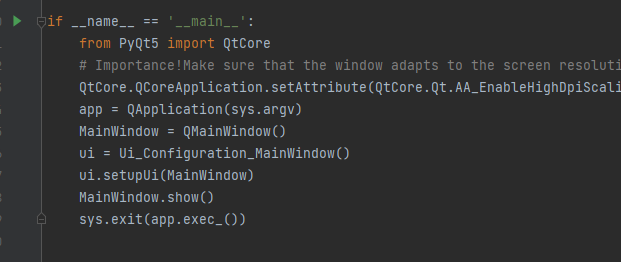 if __name__ == '__main__':
from PyQt5 import QtCore
# Importance!Make sure that the window adapts to the screen
QtCore.QCoreApplication.setAttribute(QtCore.Qt.
app = QApplication(sys.argv)
MainWindow = QMainWindow()
ui = Ui_Configuration_MainWindow()
ui.setupUi(MainWindow)
MainWindow.show()
sys.exit(app.exec_())